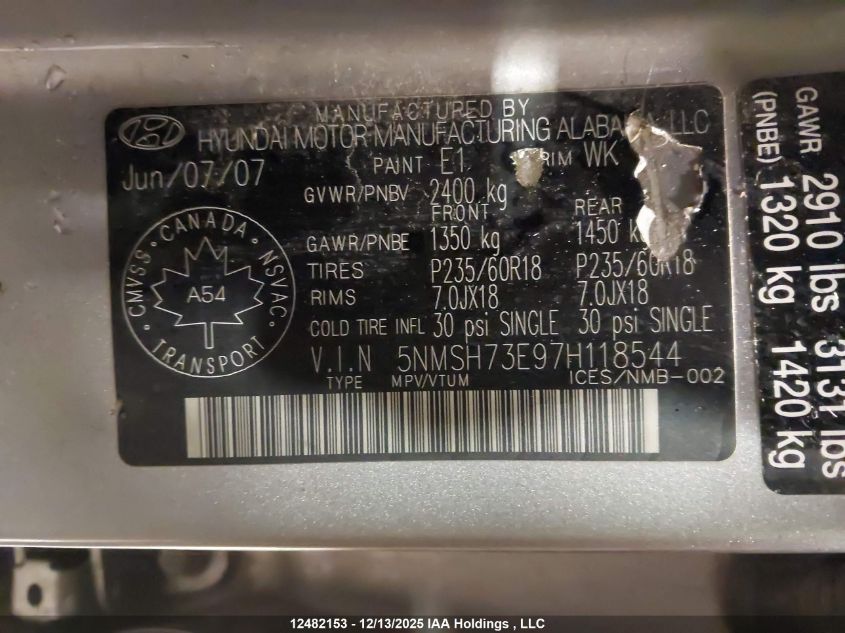 MANUFACTURED BY
HYUNDAI MOTOR MANUFACTURING LLC
Jun/07/07
PAINT E1 WK
GVWR/PNBV 2400 kg
FRONT REAR
GAWR/PNBE 1350 kg 1450
TIRES P235/60R18 P235/60R18
RIMS 7.0JX18 7.0JX18
COLD TIRE INFL 30 psi SINGLE 30 psi SINGLE
V.I.N 5NMSH73E97H118544
TYPE MPV/VTUM ICES/NMB-002
CANADA
CMVSS NSVAC
A54
TRANSPORT
GAWR 2910 lbs 3131 lbs
(PNBE) 1320 kg 1420 kg
12482153 - 12/13/2025 IAA Holdings , LLC